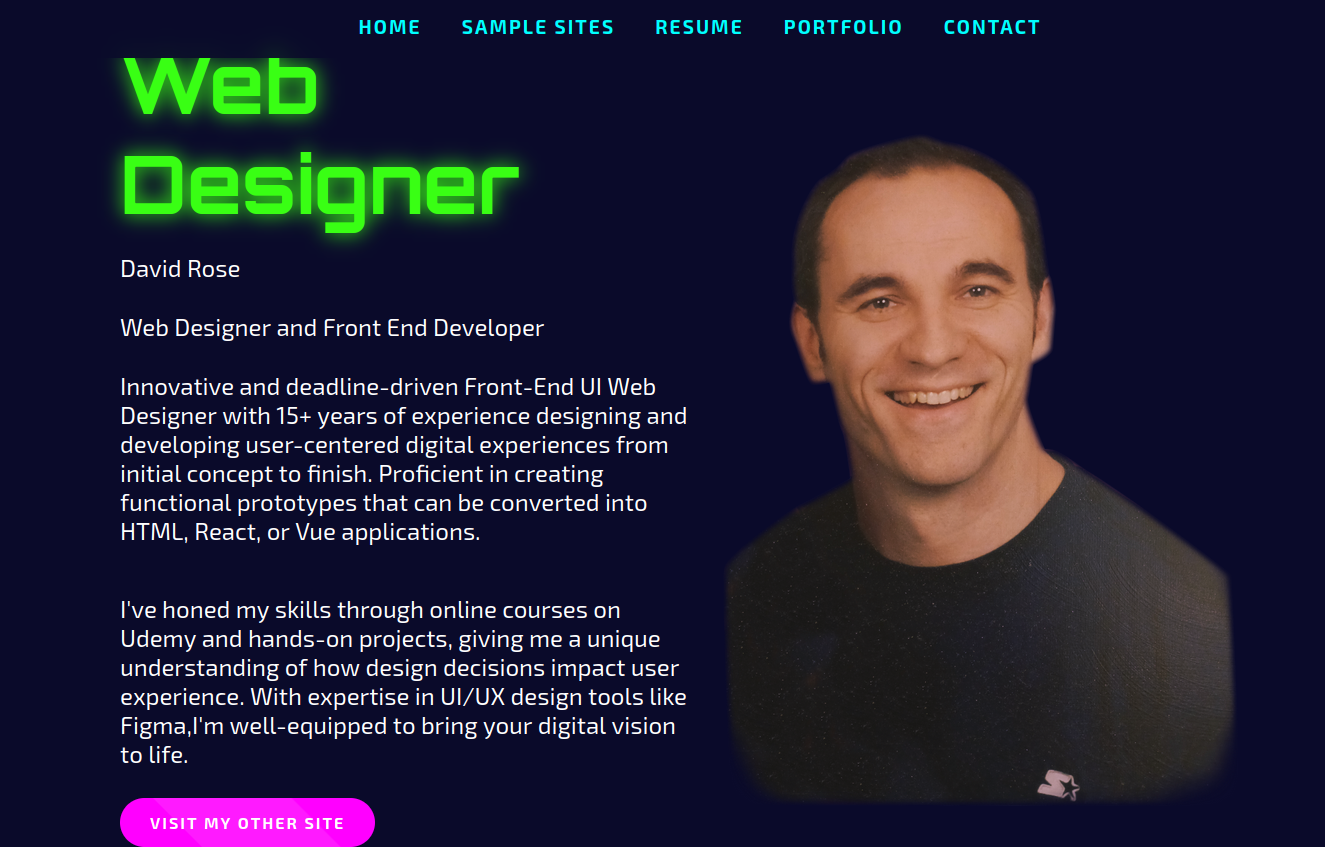 HOME SAMPLE SITES RESUME PORTFOLIO CONTACT
Web
Designer
David Rose
Web Designer and Front End Developer
Innovative and deadline-driven Front-End UI Web
Designer with 15+ years of experience designing and
developing user-centered digital experiences from
initial concept to finish. Proficient in creating
functional prototypes that can be converted into
HTML, React, or Vue applications.
I've honed my skills through online courses on
Udemy and hands-on projects, giving me a unique
understanding of how design decisions impact user
experience. With expertise in UI/UX design tools like
Figma,I'm well-equipped to bring your digital vision
to life.
VISIT MY OTHER SITE